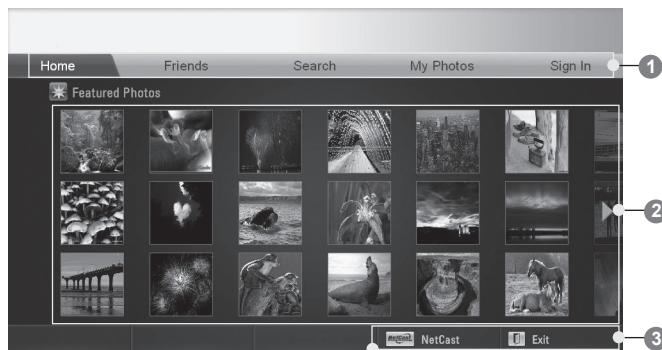 Home Friends Search My Photos Sign In
1
Featured Photos
2
NetCast NetCast Exit
3